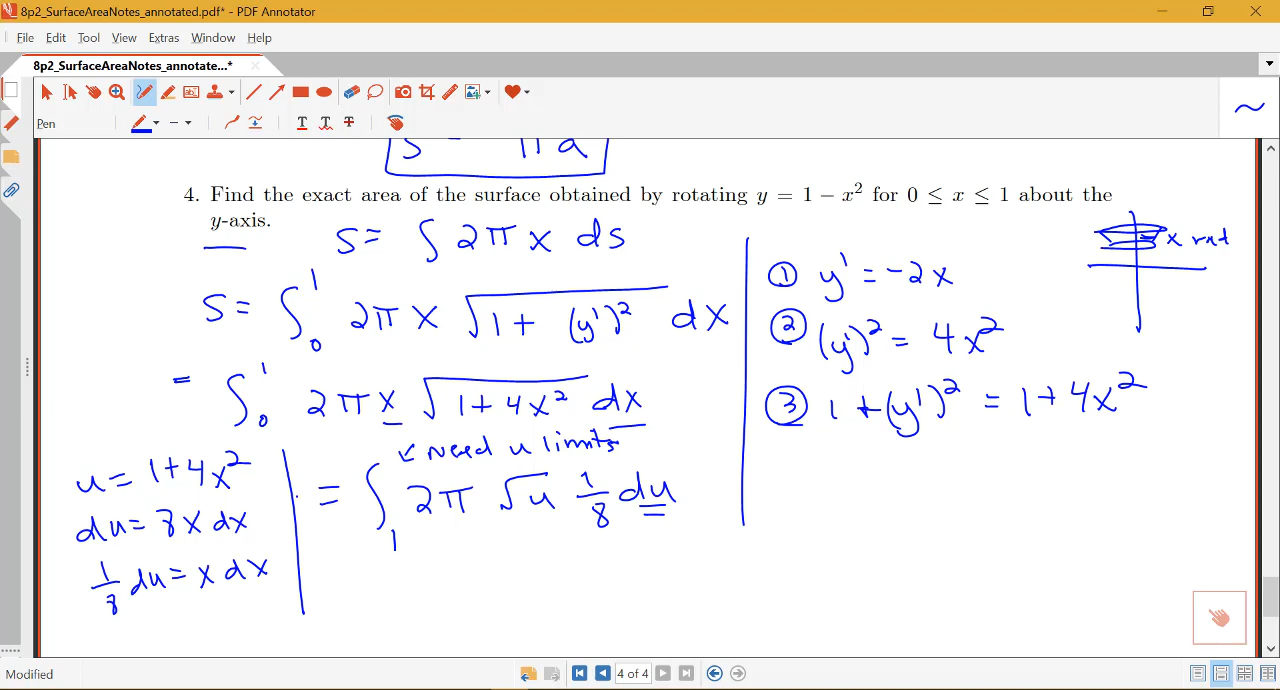 8p2_SurfaceAreaNotes_annotated.pdf* - PDF Annotator
File Edit Tool View Extras Window Help
8p2_SurfaceAreaNotes_annotate...*
Pen
S = πa
4. Find the exact area of the surface obtained by rotating y = 1 − x² for 0 ≤ x ≤ 1 about the
y-axis.
S = ∫ 2π x ds
x rad
S = ∫₀¹ 2π x √(1 + (y')²) dx
= ∫₀¹ 2π x √(1 + 4x²) dx
① y' = -2x
② (y')² = 4x²
③ 1 + (y')² = 1 + 4x²
↙ need u limits
u = 1 + 4x²
du = 8x dx
1/8 du = x dx
= ∫₁ 2π √u 1/8 du
Modified
4 of 4